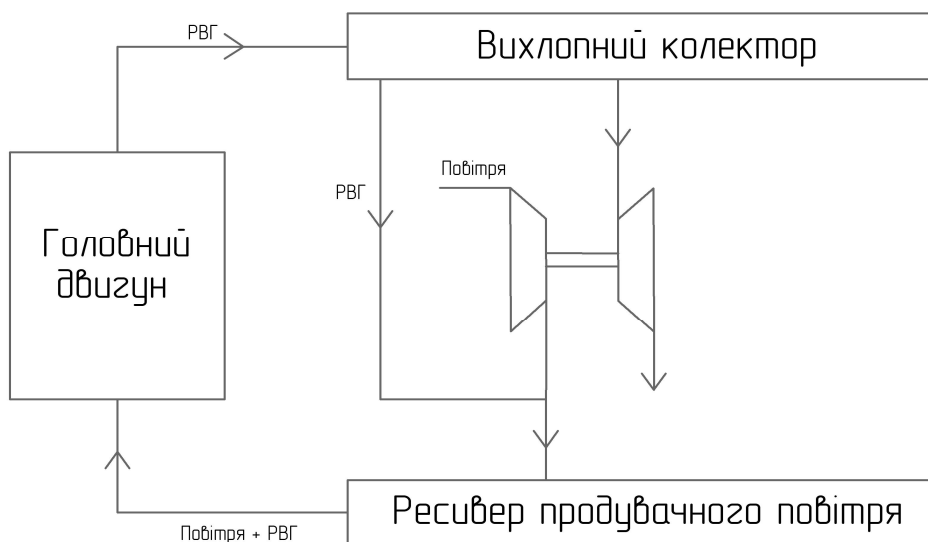 РВГ
Вихлопний колектор
Повітря
РВГ
Головний
двигун
Ресивер продувачного повітря
Повітря + РВГ